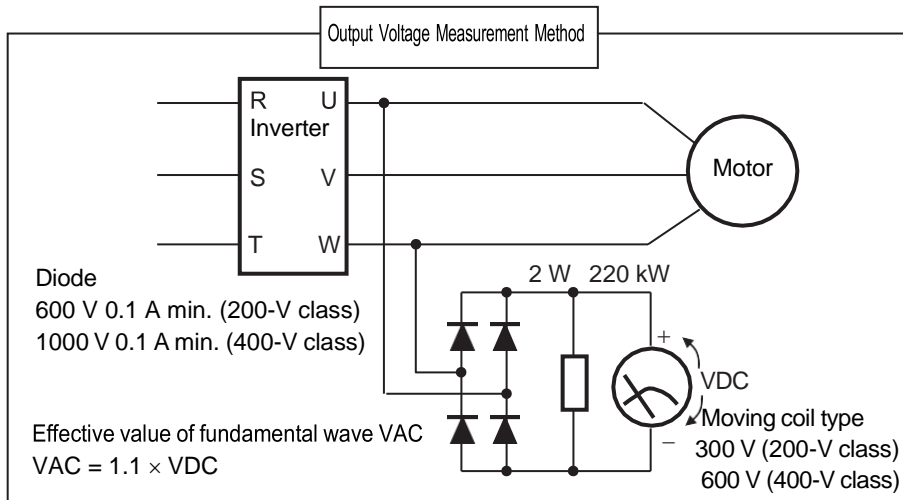 Output Voltage Measurement Method
R U
Inverter
S V
T W
Motor
Diode
600 V 0.1 A min. (200-V class)
1000 V 0.1 A min. (400-V class)
2 W 220 kW
+
VDC
−
Moving coil type
300 V (200-V class)
600 V (400-V class)
Effective value of fundamental wave VAC
VAC = 1.1 × VDC